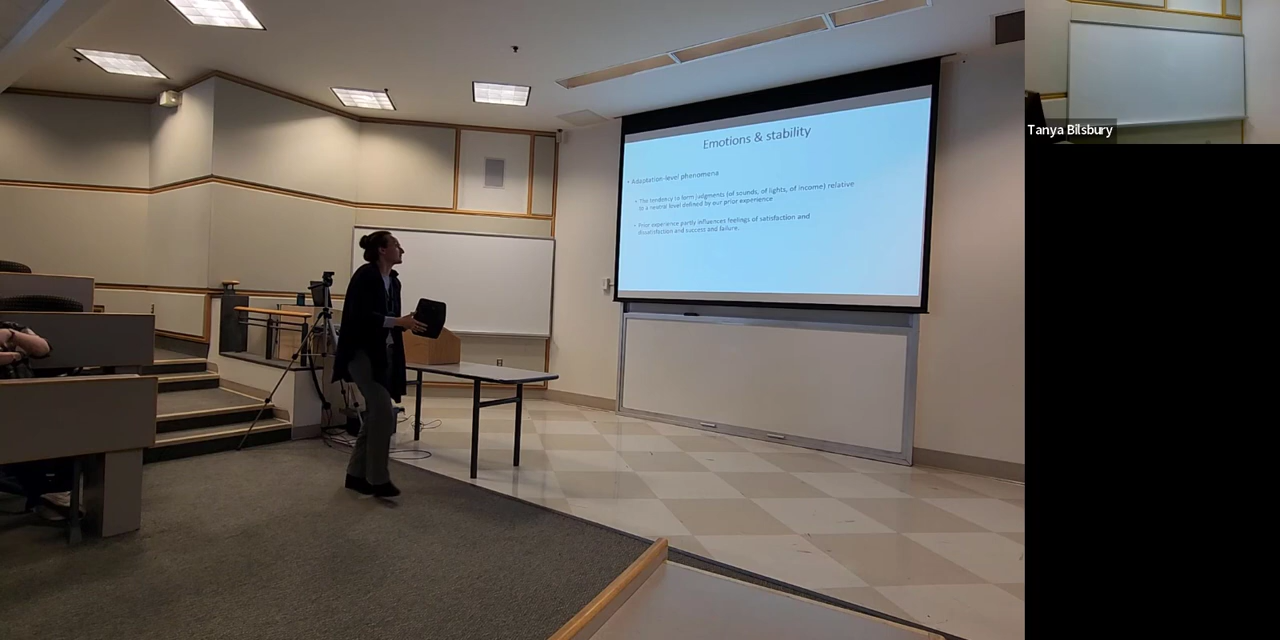 Emotions & stability
• Adaptation-level phenomena
• The tendency to form judgments (of sounds, of lights, of income) relative
to a neutral level defined by our prior experience
• Prior experience partly influences feelings of satisfaction and
dissatisfaction and success and failure.
Tanya Bilsbury